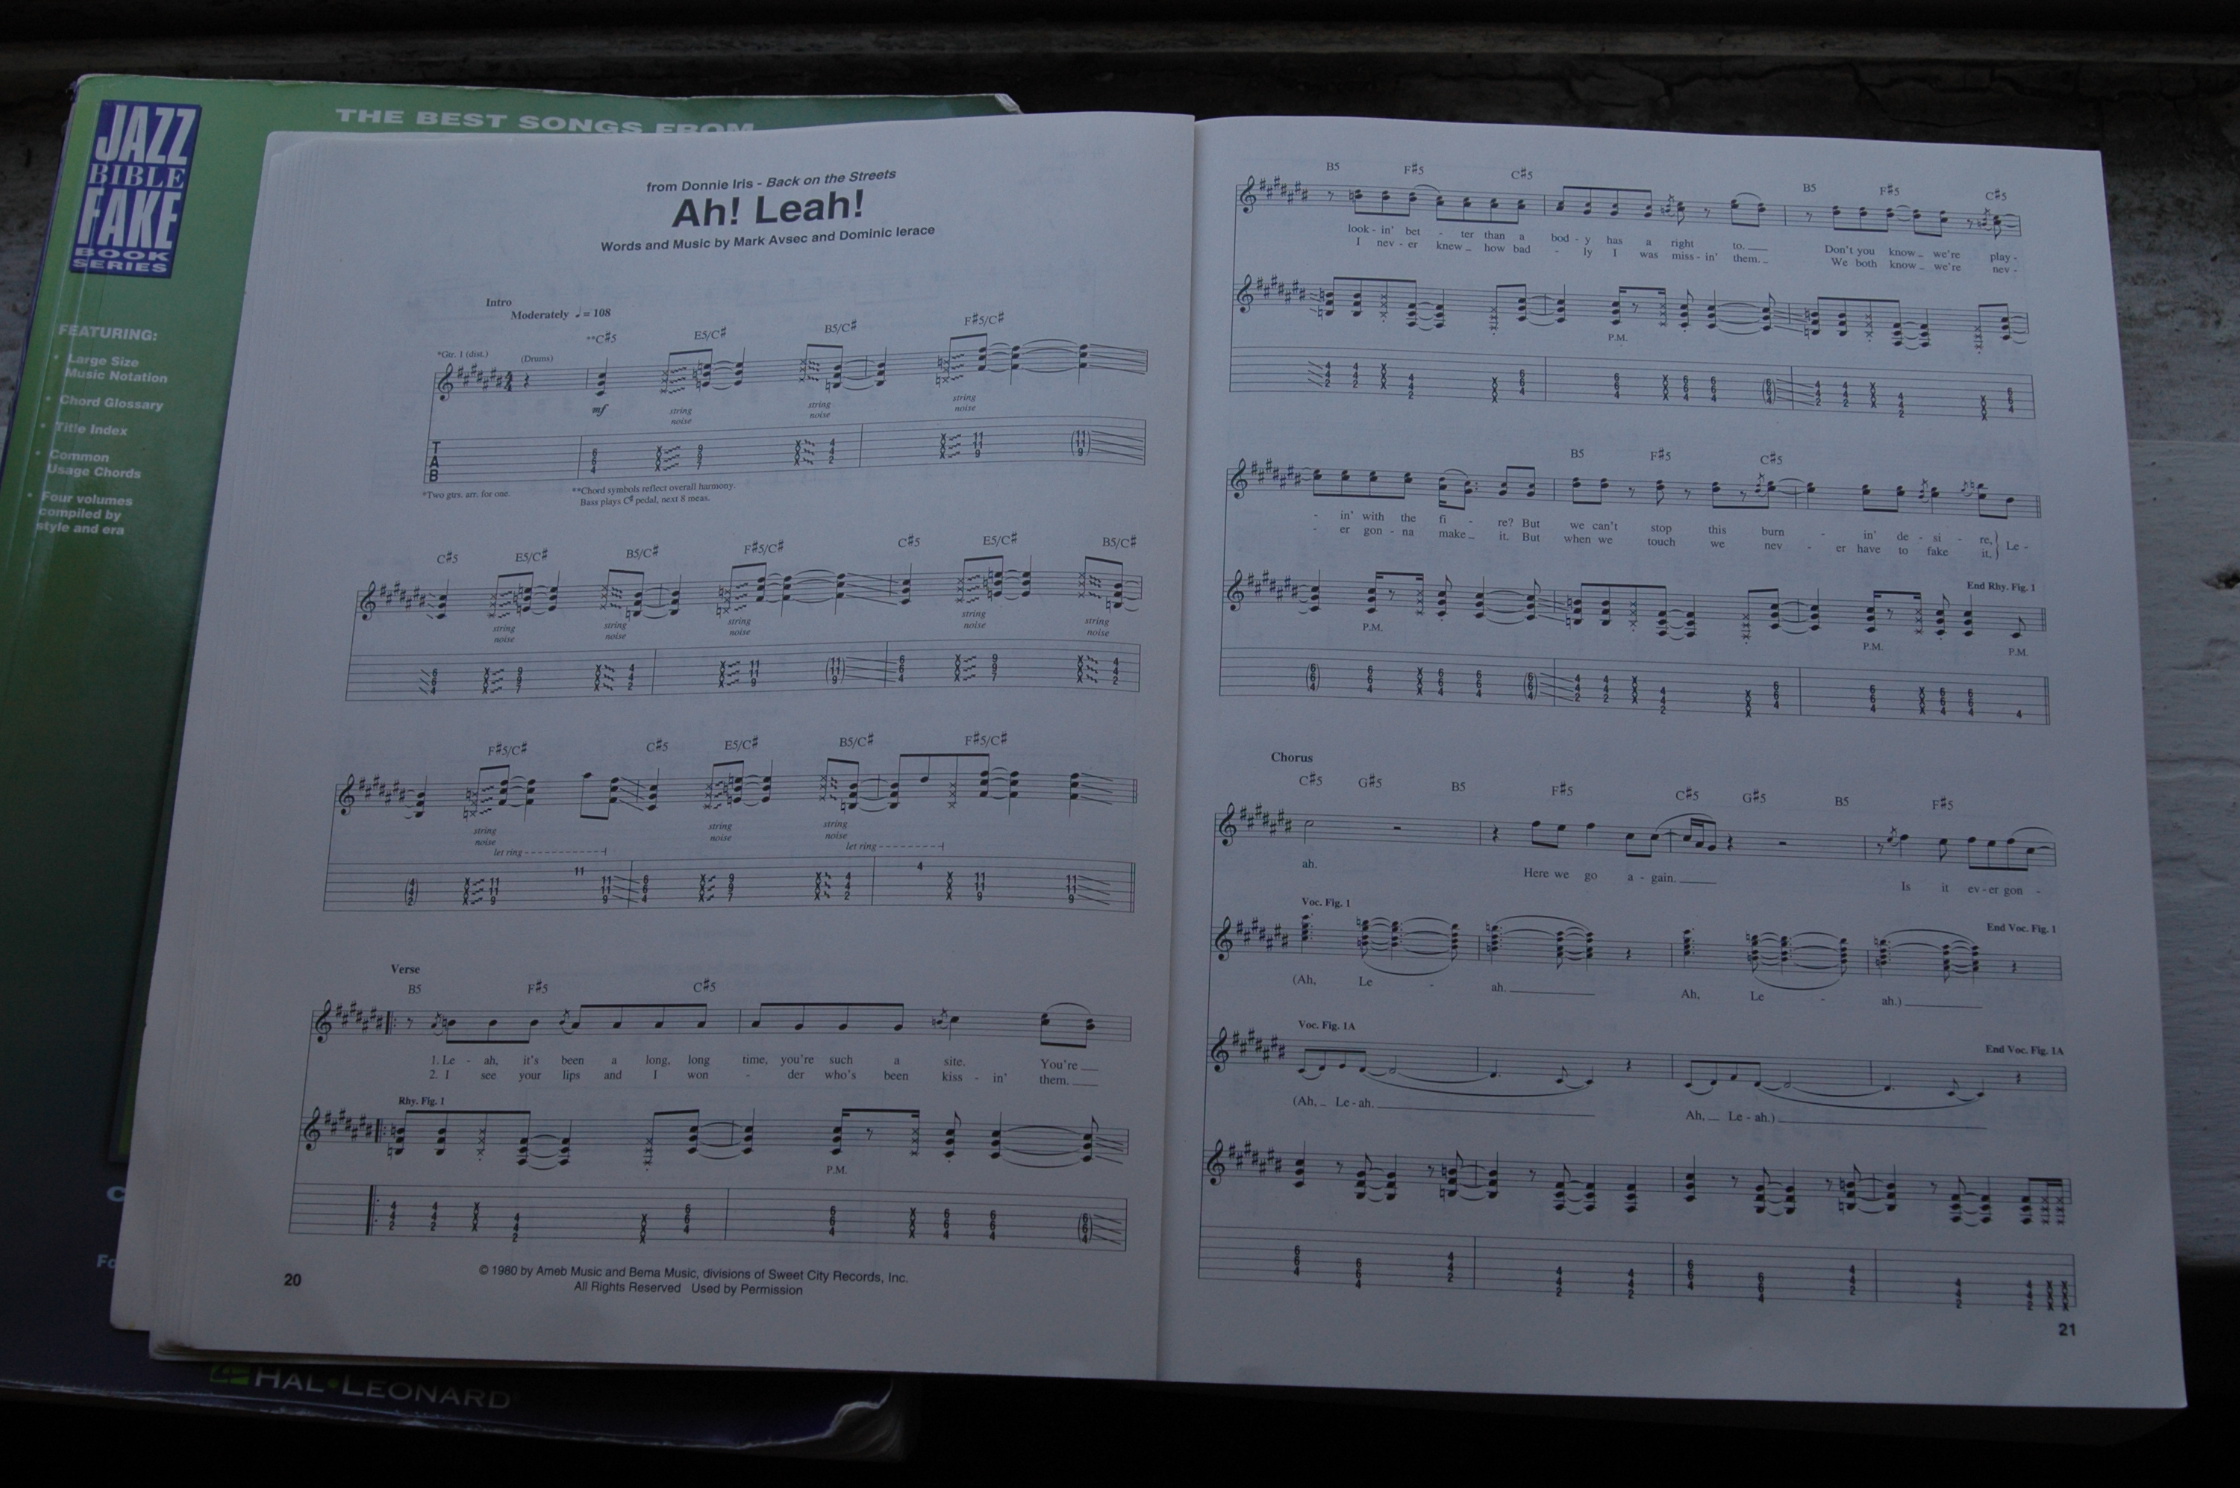 JAZZ
BIBLE
FAKE
BOOK
SERIES
THE BEST SONGS FROM
FEATURING:
• Large Size
Music Notation
• Chord Glossary
• Title Index
• Common
Usage Chords
• Four volumes
compiled by
style and era
HAL•LEONARD
from Donnie Iris - Back on the Streets
Ah! Leah!
Words and Music by Mark Avsec and Dominic Ierace
Intro
Moderately ♩ = 108
**C♯5 E5/C♯ B5/C♯ F♯5/C♯
*Gtr. 1 (dist.) (Drums)
mf string noise string noise string noise
T
A
B
*Two gtrs. arr. for one.
**Chord symbols reflect overall harmony.
Bass plays C♯ pedal, next 8 meas.
C♯5 E5/C♯ B5/C♯ F♯5/C♯ C♯5 E5/C♯ B5/C♯
string noise string noise string noise string noise string noise
F♯5/C♯ C♯5 E5/C♯ B5/C♯ F♯5/C♯
string noise string noise string noise
let ring let ring
Verse
B5 F♯5 C♯5
1. Le - ah, it's been a long, long time, you're such a site. You're
2. I see your lips and I won - der who's been kiss - in' them.
Rhy. Fig. 1
P.M.
© 1980 by Ameb Music and Bema Music, divisions of Sweet City Records, Inc.
All Rights Reserved Used by Permission
20
B5 F♯5 C♯5 B5 F♯5 C♯5
look - in' bet - ter than a bod - y has a right to. Don't you know we're play -
I nev - er knew how bad - ly I was miss - in' them. We both know we're nev -
P.M.
B5 F♯5 C♯5
- in' with the fi - re? But we can't stop this burn - in' de - si - re, Le -
- er gon - na make it. But when we touch we nev - er have to fake it,
End Rhy. Fig. 1
P.M. P.M. P.M.
Chorus
C♯5 G♯5 B5 F♯5 C♯5 G♯5 B5 F♯5
ah. Here we go a - gain. Is it ev - er gon -
Voc. Fig. 1 End Voc. Fig. 1
(Ah, Le - ah. Ah, Le - ah.)
Voc. Fig. 1A End Voc. Fig. 1A
(Ah, Le - ah. Ah, Le - ah.)
21